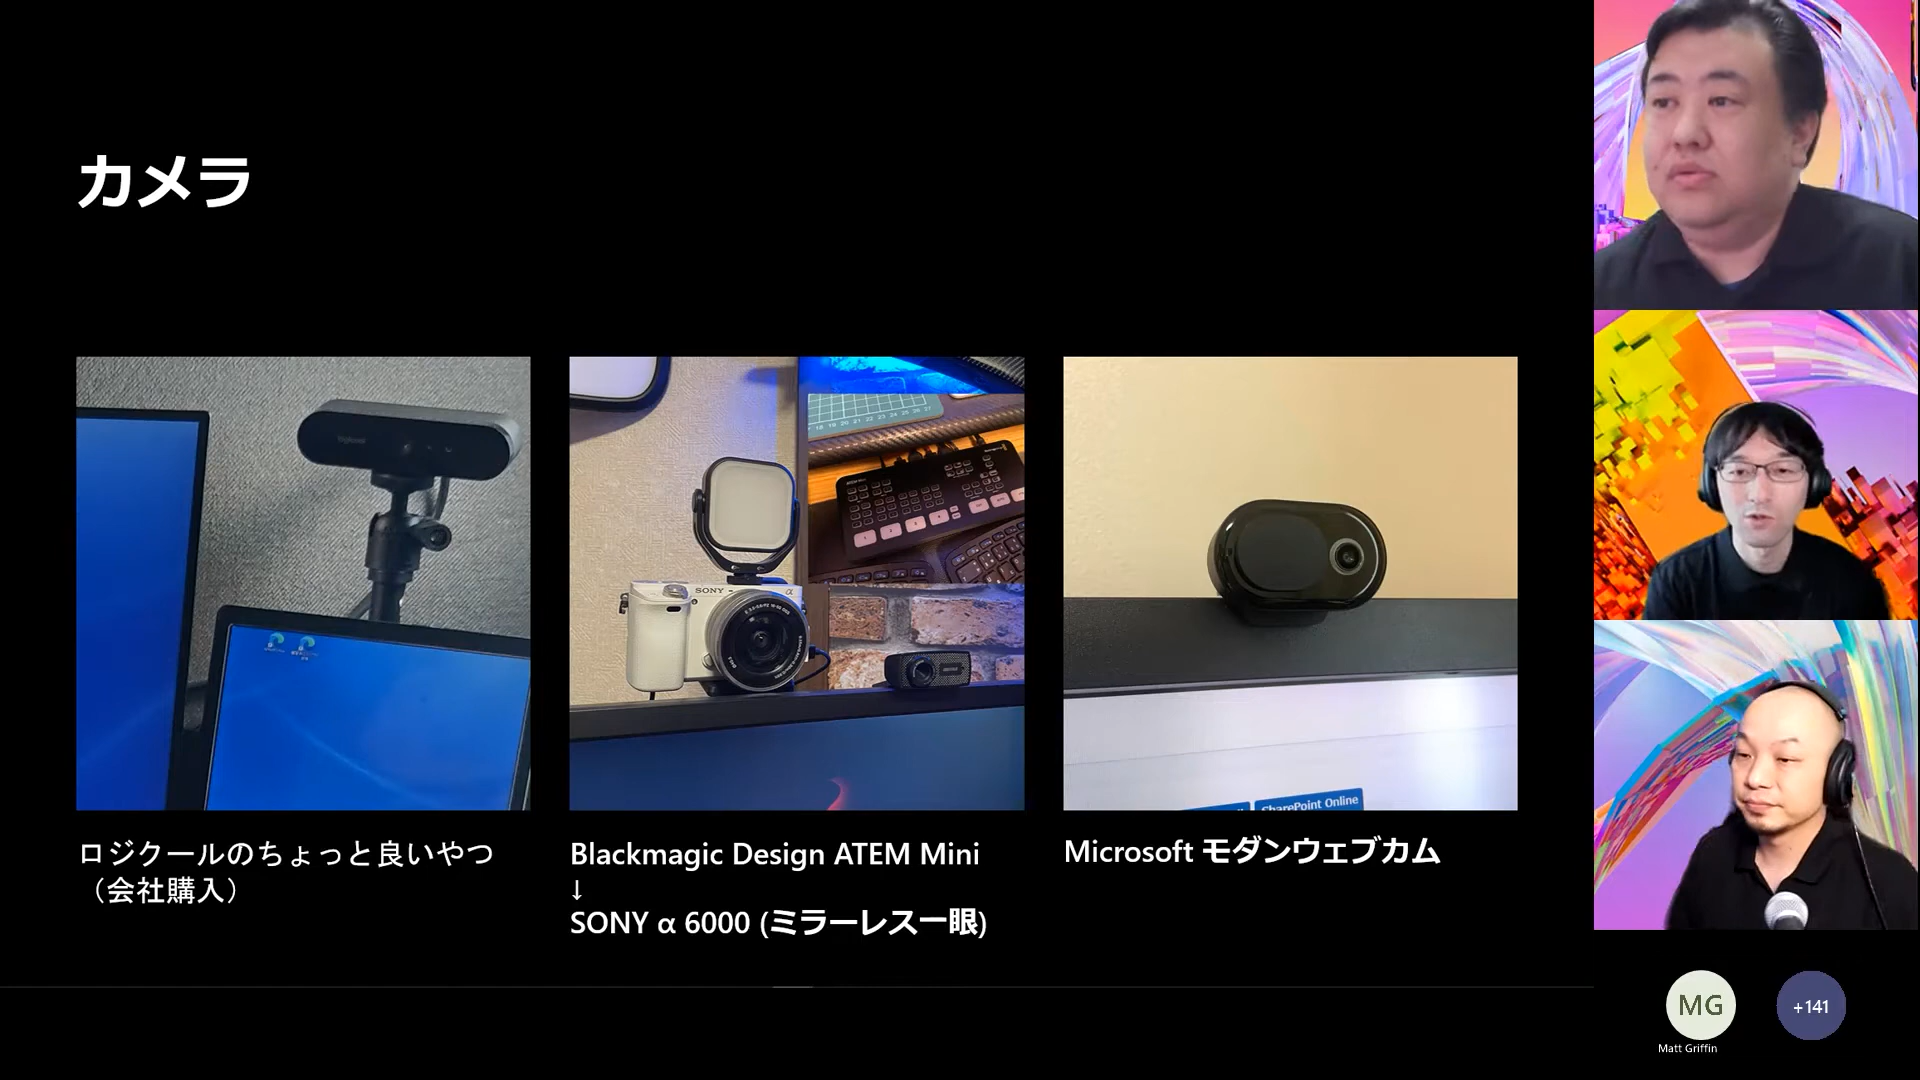 カメラ
SONY
α
SharePoint Online
ロジクールのちょっと良いやつ
（会社購入）
Blackmagic Design ATEM Mini
↓
SONY α 6000 (ミラーレス一眼)
Microsoft モダンウェブカム
MG
+141
Matt Griffin